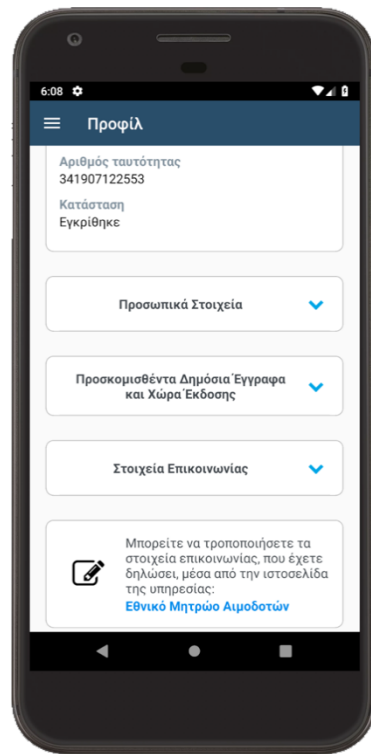 6:08
Προφίλ
Αριθμός ταυτότητας
341907122553
Κατάσταση
Εγκρίθηκε
Προσωπικά Στοιχεία
Προσκομισθέντα Δημόσια Έγγραφα
και Χώρα Έκδοσης
Στοιχεία Επικοινωνίας
Μπορείτε να τροποποιήσετε τα
στοιχεία επικοινωνίας, που έχετε
δηλώσει, μέσα από την ιστοσελίδα
της υπηρεσίας:
Εθνικό Μητρώο Αιμοδοτών